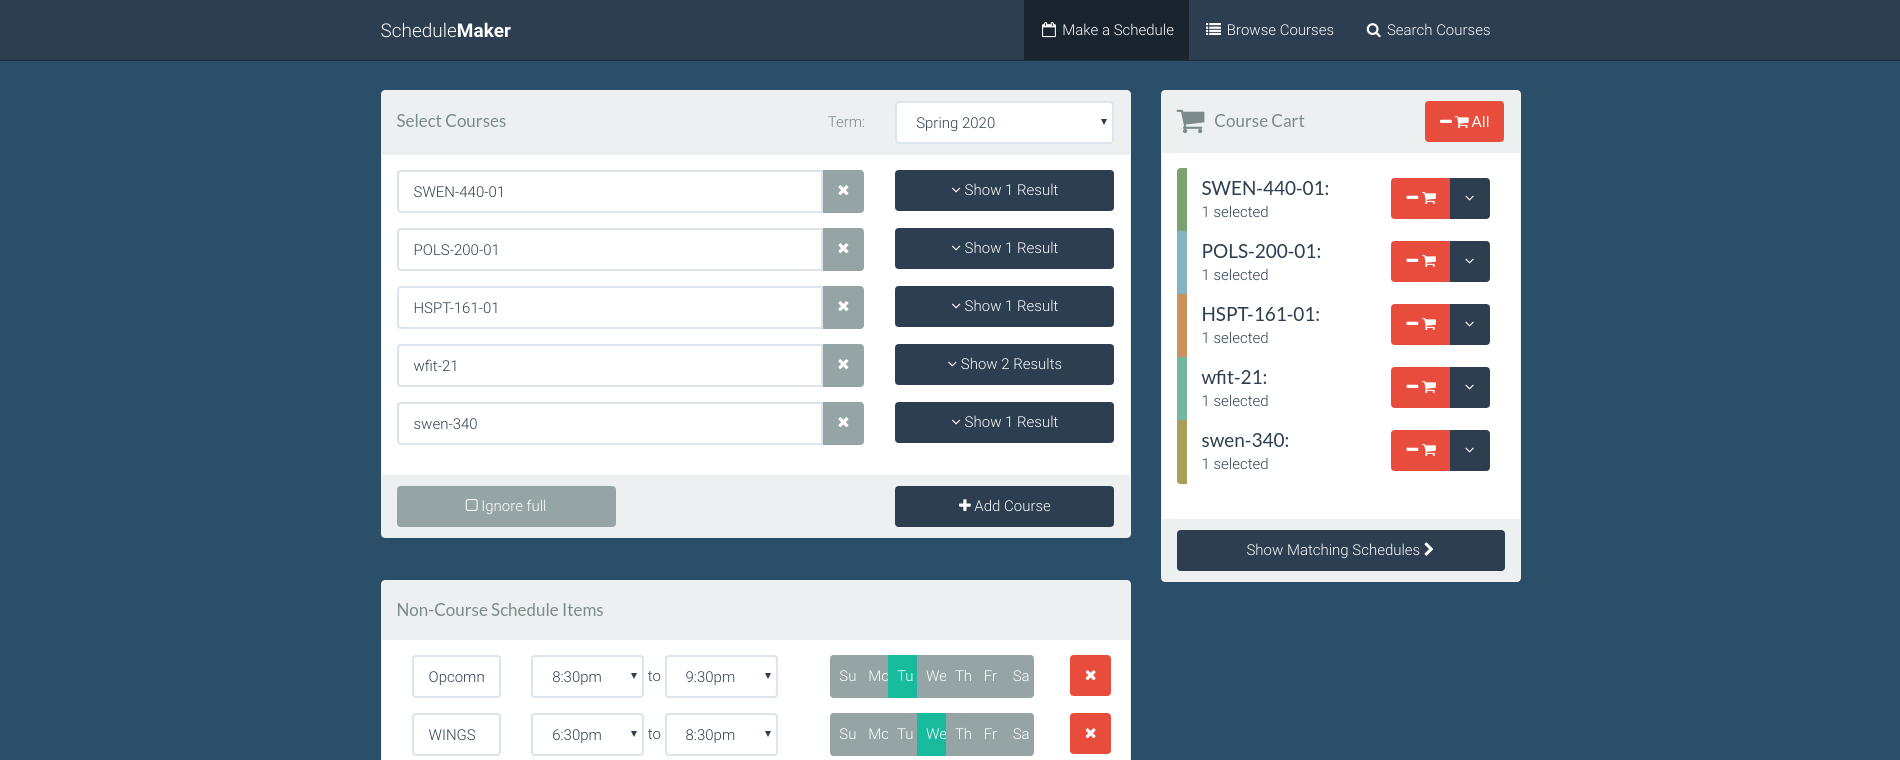 ScheduleMaker
Make a Schedule
Browse Courses
Search Courses
Select Courses
Term:
Spring 2020
SWEN-440-01
Show 1 Result
POLS-200-01
Show 1 Result
HSPT-161-01
Show 1 Result
wfit-21
Show 2 Results
swen-340
Show 1 Result
Ignore full
Add Course
Course Cart
All
SWEN-440-01:
1 selected
POLS-200-01:
1 selected
HSPT-161-01:
1 selected
wfit-21:
1 selected
swen-340:
1 selected
Show Matching Schedules
Non-Course Schedule Items
Opcomn 8:30pm to 9:30pm Su Mo Tu We Th Fr Sa
WINGS 6:30pm to 8:30pm Su Mo Tu We Th Fr Sa